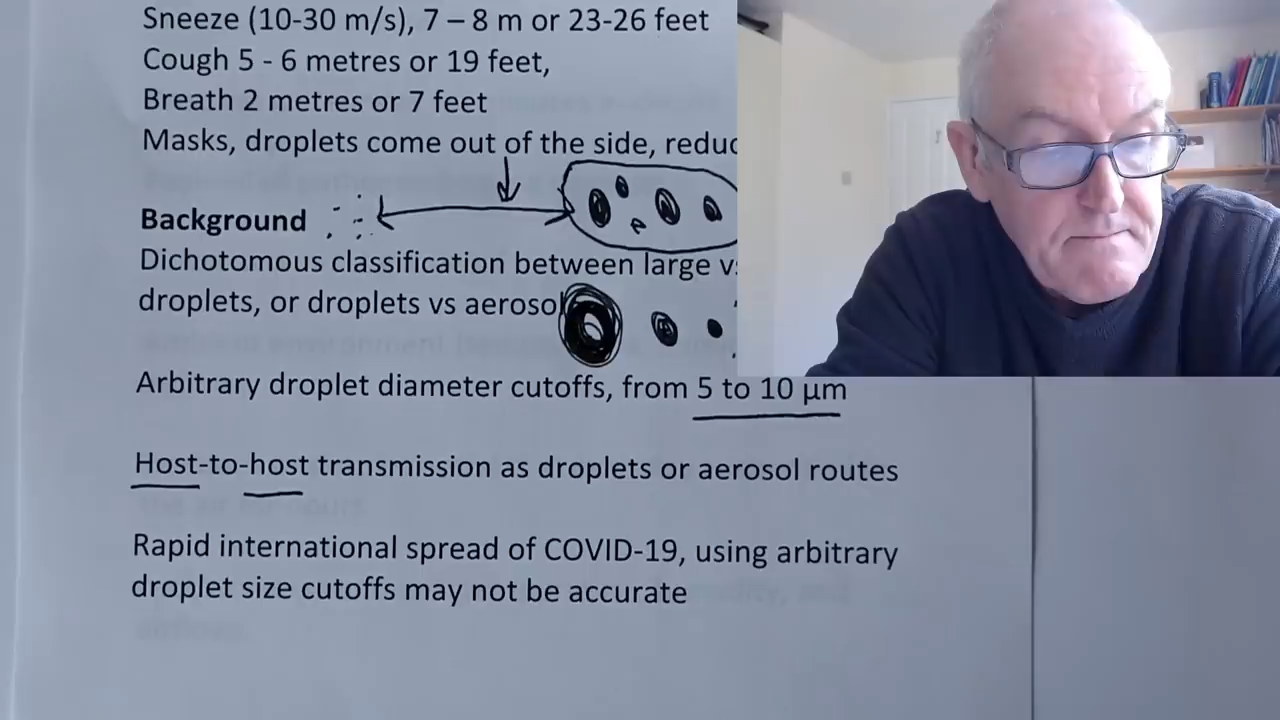 Sneeze (10-30 m/s), 7 – 8 m or 23-26 feet
Cough 5 - 6 metres or 19 feet,
Breath 2 metres or 7 feet
Masks, droplets come out of the side,
Background
Dichotomous classification between large
droplets, or droplets vs aerosol
Arbitrary droplet diameter cutoffs, from 5 to 10 µm
Host-to-host transmission as droplets or aerosol routes
Rapid international spread of COVID-19, using arbitrary
droplet size cutoffs may not be accurate